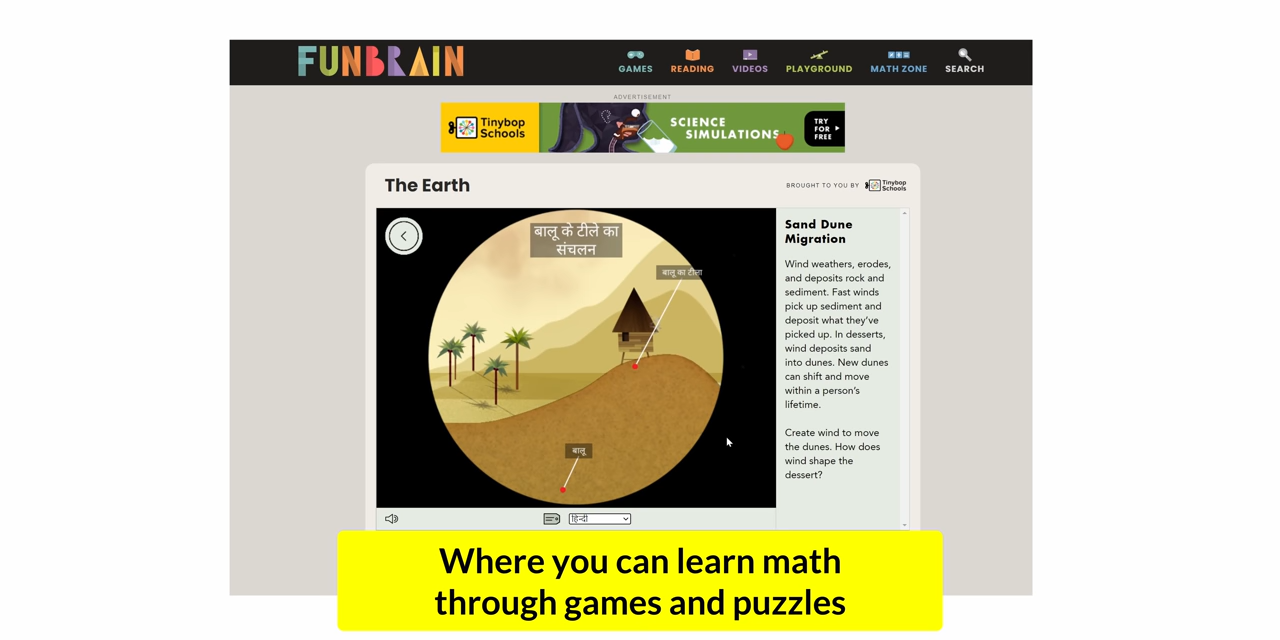 FUNBRAIN
GAMES
READING
VIDEOS
PLAYGROUND
MATH ZONE
SEARCH
ADVERTISEMENT
Tinybop
Schools
SCIENCE
SIMULATIONS
TRY
FOR
FREE
The Earth
BROUGHT TO YOU BY
Tinybop
Schools
बालू के टीले का
संचलन
बालू का टीला
बालू
हिन्दी
Sand Dune
Migration
Wind weathers, erodes,
and deposits rock and
sediment. Fast winds
pick up sediment and
deposit what they've
picked up. In desserts,
wind deposits sand
into dunes. New dunes
can shift and move
within a person's
lifetime.
Create wind to move
the dunes. How does
wind shape the
dessert?
Where you can learn math
through games and puzzles